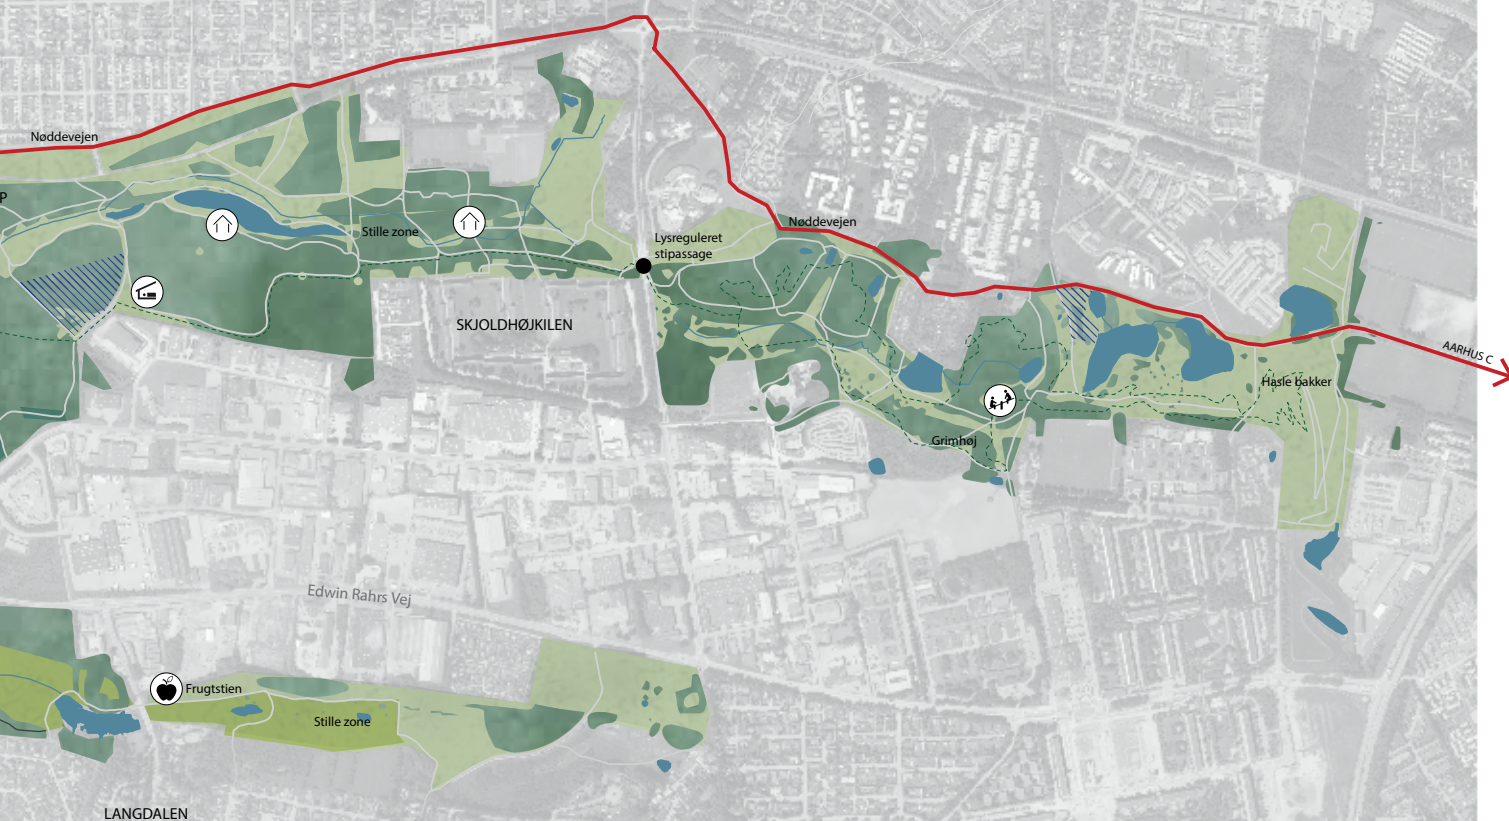 Nøddevejen
P
Stille zone
Lysreguleret
stipassage
Nøddevejen
SKJOLDHØJKILEN
AARHUS C
Hasle bakker
Grimhøj
Edwin Rahrs Vej
Frugtstien
Stille zone
LANGDALEN